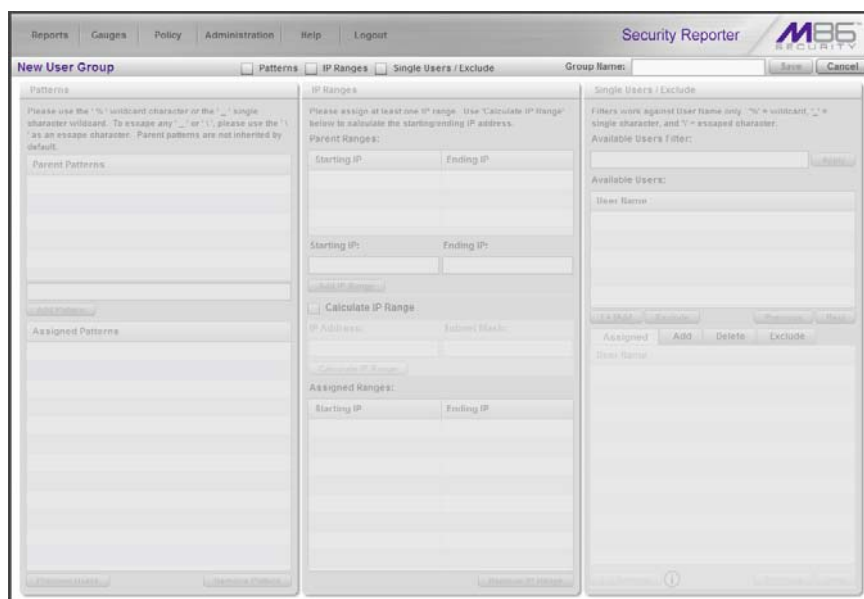 Reports Gauges Policy Administration Help Logout
Security Reporter
M86
SECURITY
New User Group
Patterns
IP Ranges
Single Users / Exclude
Group Name:
Save
Cancel
Patterns
Please use the '%' wildcard character or the '_' single
character wildcard. To escape any '_' or '\', please use the '\
' as an escape character. Parent patterns are not inherited by
default.
Parent Patterns
Add Pattern
Assigned Patterns
Remove Pattern
IP Ranges
Please assign at least one IP range. Use 'Calculate IP Range'
below to calculate the starting/ending IP address.
Parent Ranges:
Starting IP Ending IP
Starting IP: Ending IP:
Add IP Range
Calculate IP Range
IP Address: Subnet Mask:
Calculate IP Range
Assigned Ranges:
Starting IP Ending IP
Remove IP Range
Single Users / Exclude
Filters work against User Name only. '%' = wildcard, '_' =
single character, and '\' = escaped character.
Available Users Filter:
Apply
Available Users:
User Name
Exclude
Previous
Next
Assigned Add Delete Exclude
User Name